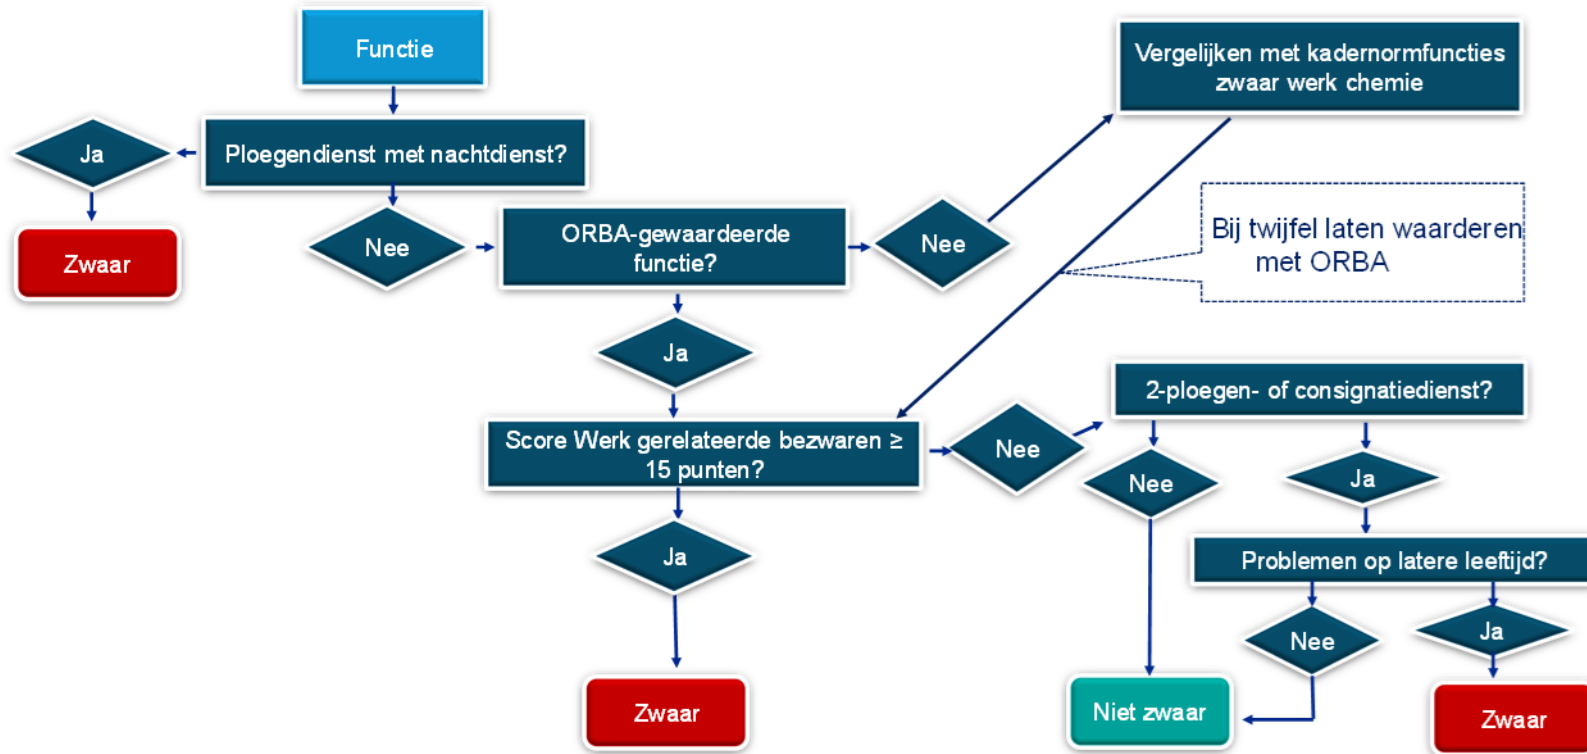 Functie
Vergelijken met kadernormfuncties
zwaar werk chemie
Ja
Ploegendienst met nachtdienst?
Nee
ORBA-gewaardeerde
functie?
Nee
Bij twijfel laten waarderen
met ORBA
Zwaar
Ja
2-ploegen- of consignatiedienst?
Score Werk gerelateerde bezwaren ≥
15 punten?
Nee
Nee
Ja
Ja
Problemen op latere leeftijd?
Nee
Ja
Zwaar
Niet zwaar
Zwaar